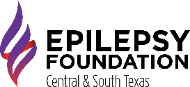 EPILEPSY
FOUNDATION
Central & South Texas